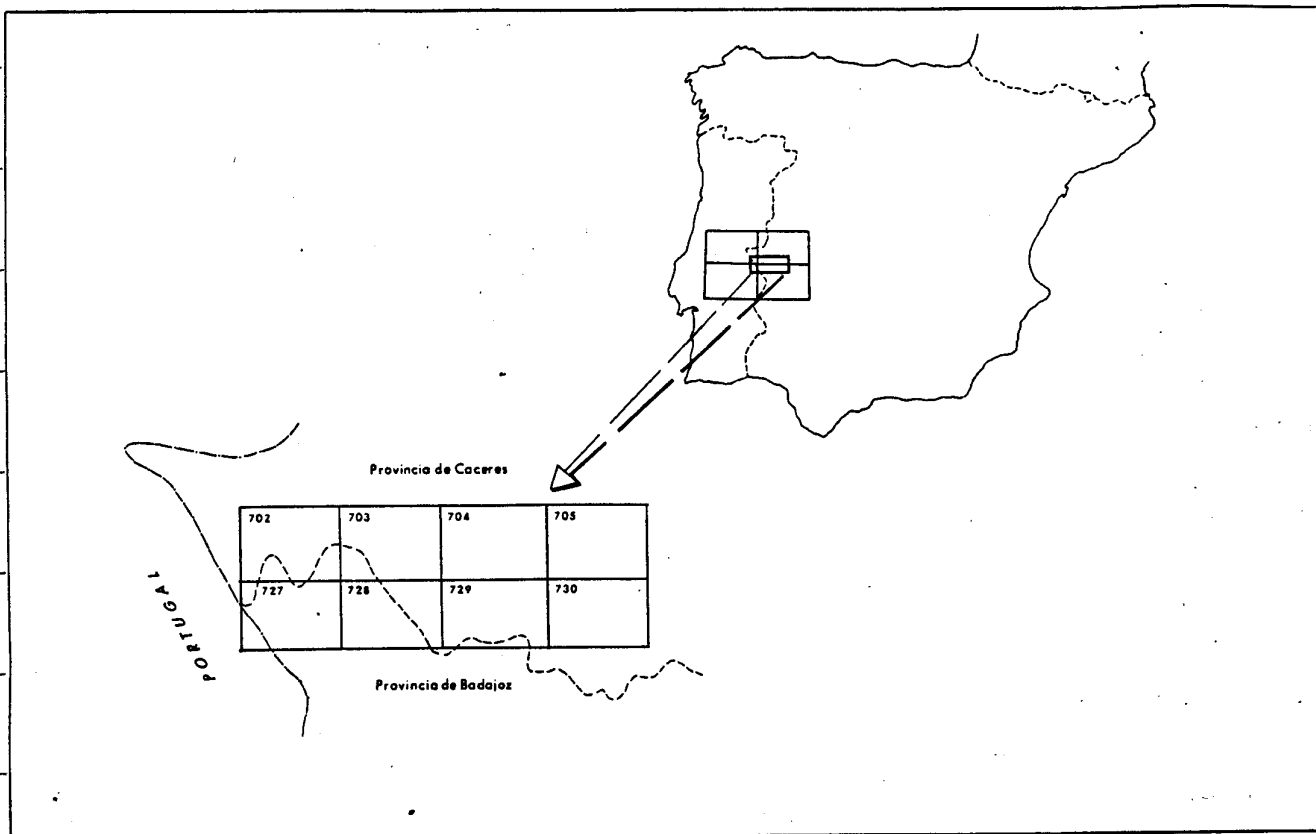 Provincia de Caceres
702 703 704 705
727 728 729 730
PORTUGAL
Provincia de Badajoz